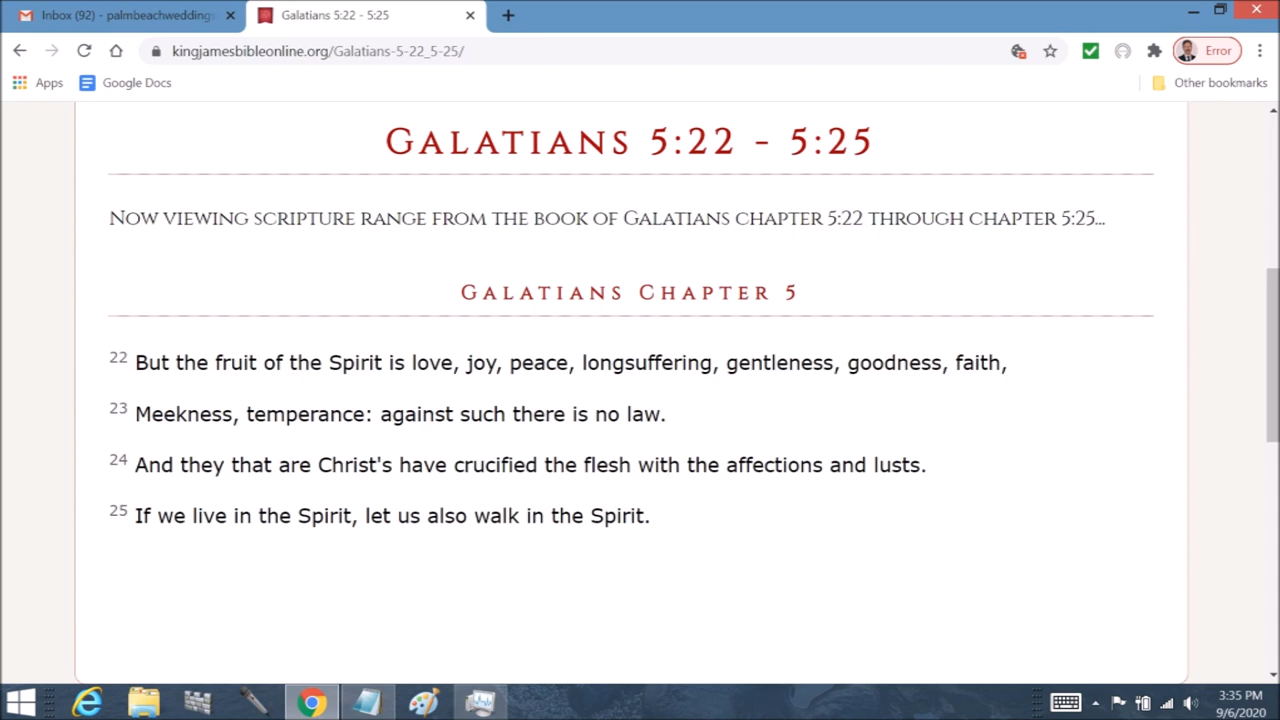 Inbox (92) - palmbeachweddings
Galatians 5:22 - 5:25
kingjamesbibleonline.org/Galatians-5-22_5-25/
Error
Apps
Google Docs
Other bookmarks
Galatians 5:22 - 5:25
Now viewing scripture range from the book of Galatians chapter 5:22 through chapter 5:25...
Galatians Chapter 5
22 But the fruit of the Spirit is love, joy, peace, longsuffering, gentleness, goodness, faith,
23 Meekness, temperance: against such there is no law.
24 And they that are Christ's have crucified the flesh with the affections and lusts.
25 If we live in the Spirit, let us also walk in the Spirit.
3:35 PM
9/6/2020